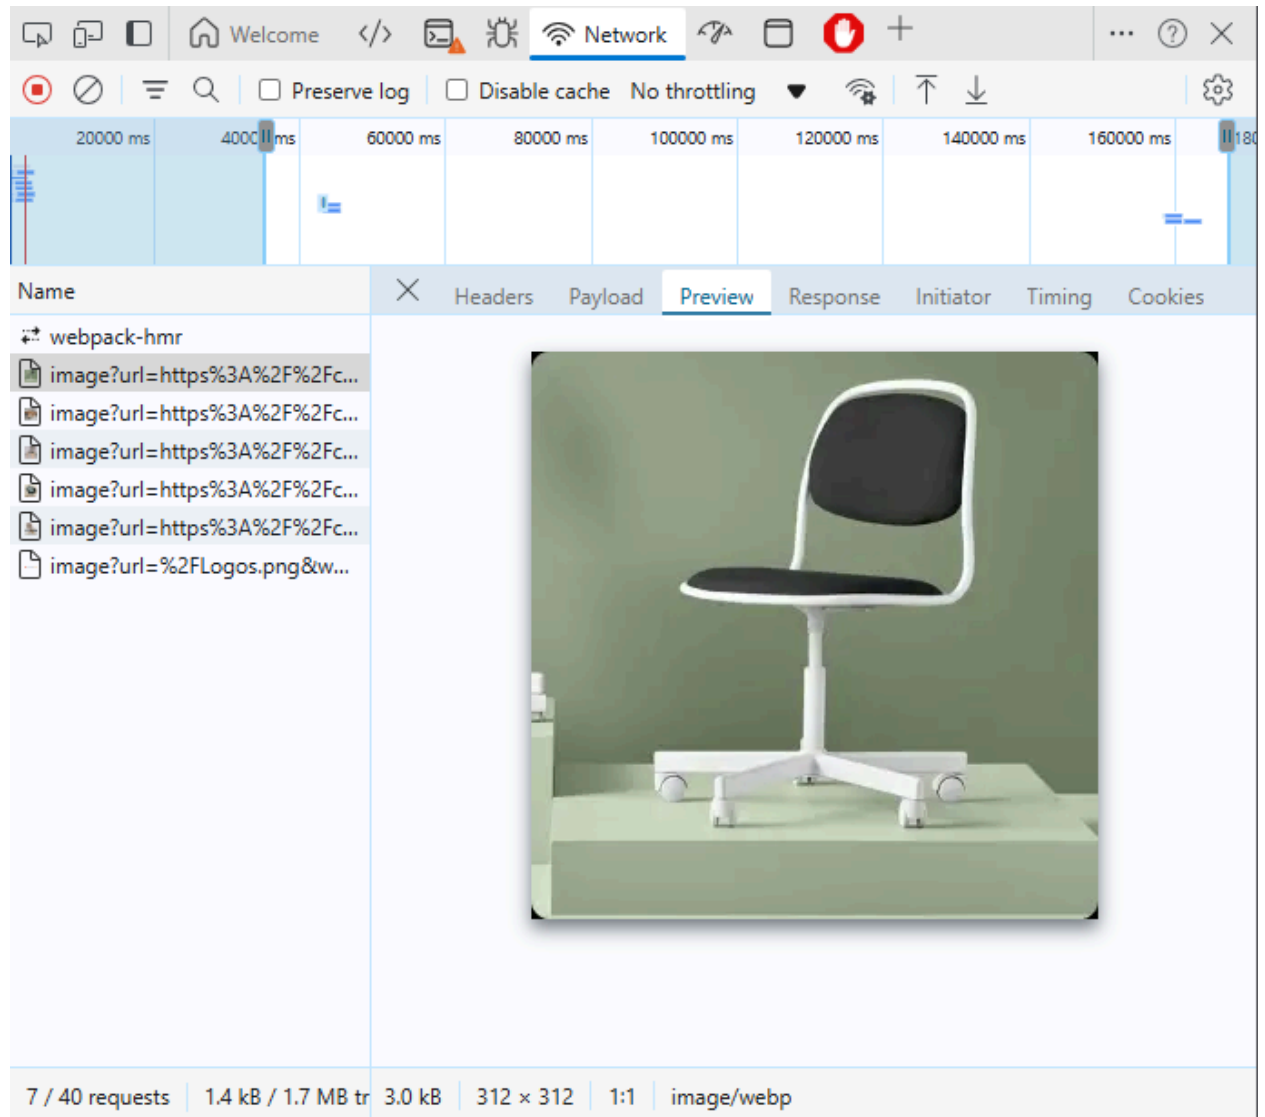 Welcome </> Network
Preserve log Disable cache No throttling
20000 ms 60000 ms 80000 ms 100000 ms 120000 ms 140000 ms 160000 ms
Name Headers Payload Preview Response Initiator Timing Cookies
webpack-hmr
image?url=https%3A%2F%2Fc...
image?url=https%3A%2F%2Fc...
image?url=https%3A%2F%2Fc...
image?url=https%3A%2F%2Fc...
image?url=https%3A%2F%2Fc...
image?url=%2FLogos.png&w...
7 / 40 requests 1.4 kB / 1.7 MB tr 3.0 kB 312 × 312 1:1 image/webp